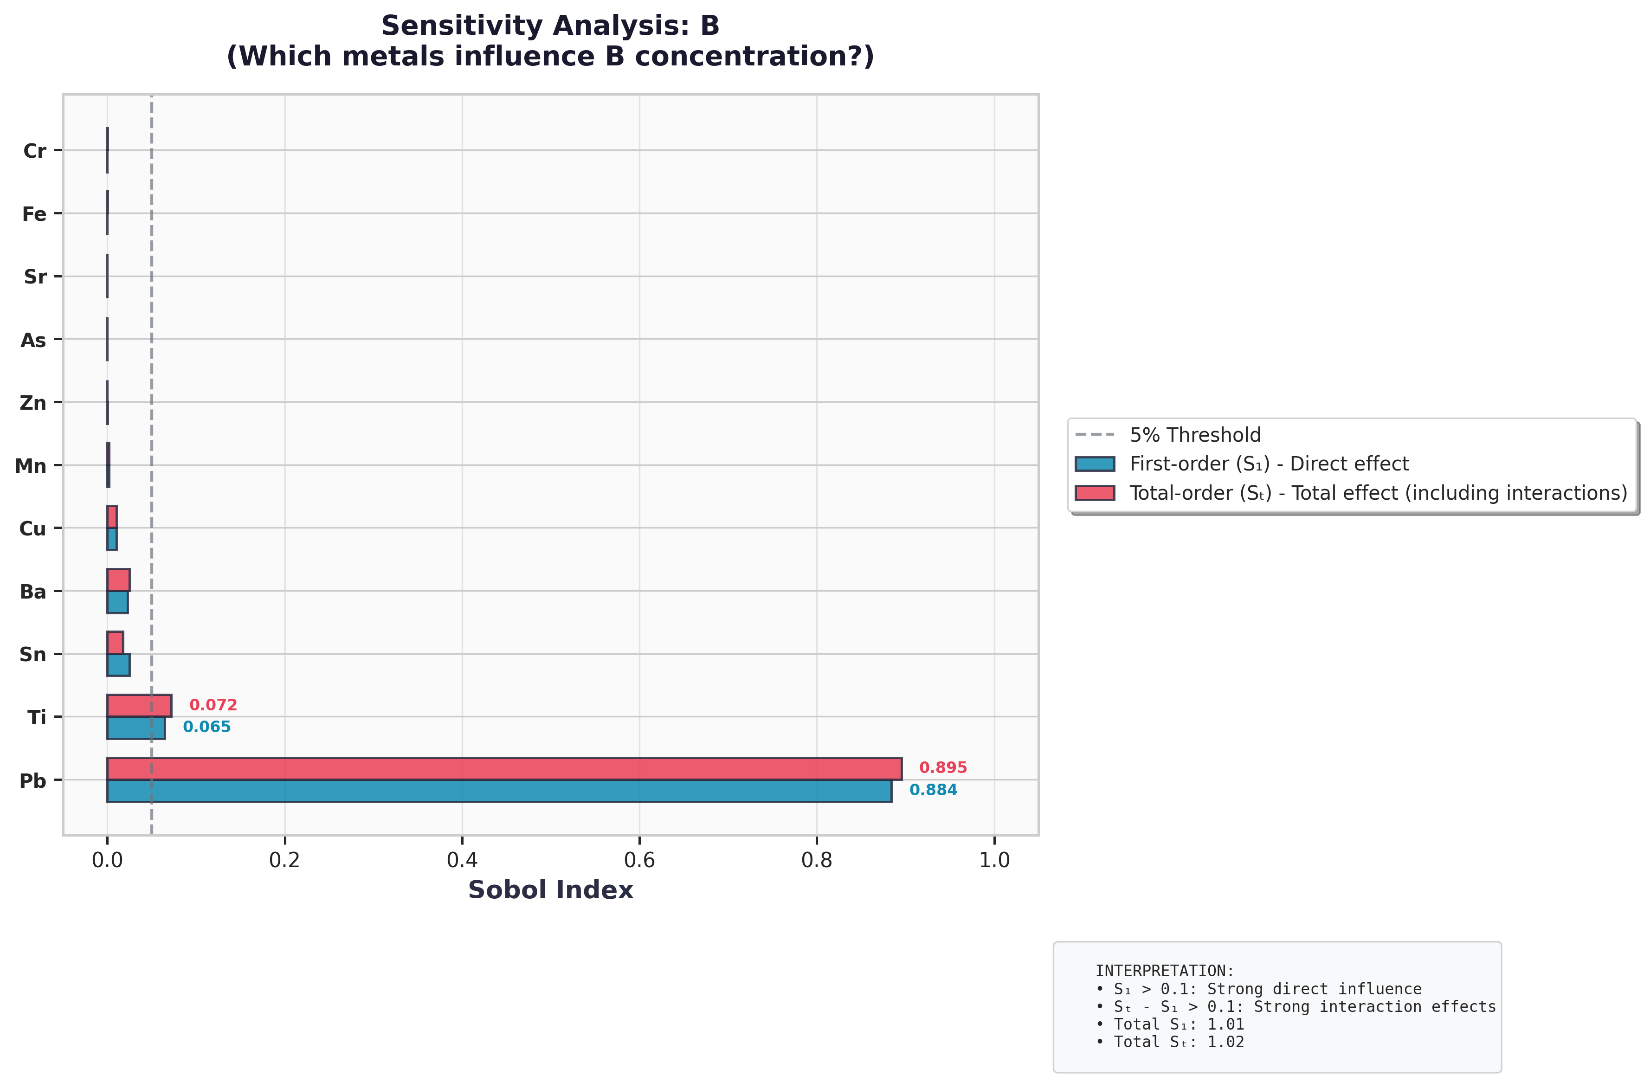 Sensitivity Analysis: B
(Which metals influence B concentration?)
Cr
Fe
Sr
As
Zn
Mn
Cu
Ba
Sn
Ti
Pb
0.072
0.065
0.895
0.884
0.0 0.2 0.4 0.6 0.8 1.0
Sobol Index
5% Threshold
First-order (S₁) - Direct effect
Total-order (Sₜ) - Total effect (including interactions)
INTERPRETATION:
• S₁ > 0.1: Strong direct influence
• Sₜ - S₁ > 0.1: Strong interaction effects
• Total S₁: 1.01
• Total Sₜ: 1.02